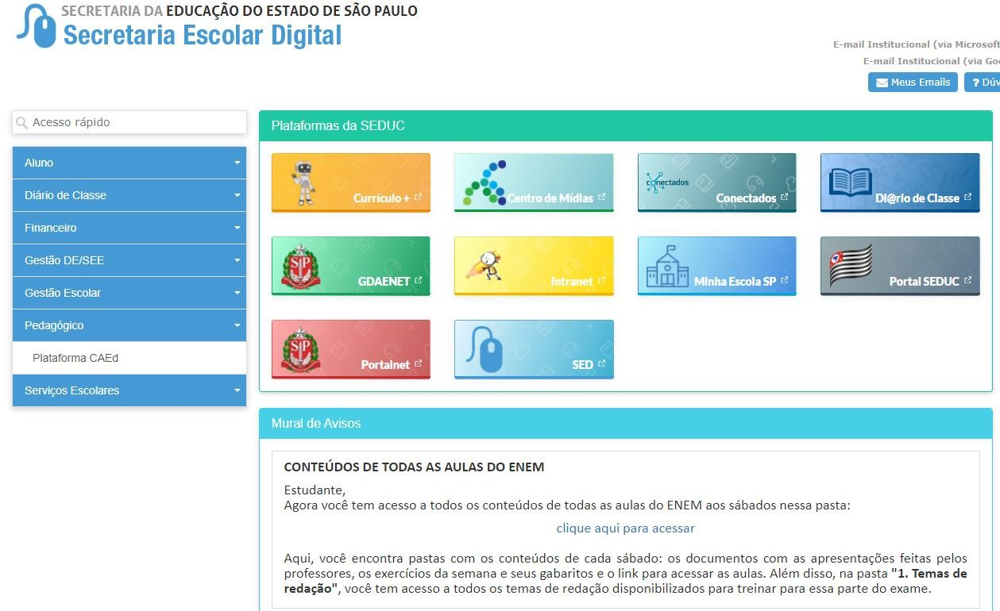 SECRETARIA DA EDUCAÇÃO DO ESTADO DE SÃO PAULO
Secretaria Escolar Digital
E-mail Institucional (via Microsoft
E-mail Institucional (via
Meus Emails
?
Acesso rápido
Aluno
Diário de Classe
Financeiro
Gestão DE/SEE
Gestão Escolar
Pedagógico
Plataforma CAEd
Serviços Escolares
Plataformas da SEDUC
Currículo +
Centro de Mídias
conectados
Conectados
Di@rio de Classe
SP
GDAENET
Intranet
Minha Escola SP
Portal SEDUC
SP
Portalnet
SED
Mural de Avisos
CONTEÚDOS DE TODAS AS AULAS DO ENEM
Estudante,
Agora você tem acesso a todos os conteúdos de todas as aulas do ENEM aos sábados nessa pasta:
clique aqui para acessar
Aqui, você encontra pastas com os conteúdos de cada sábado: os documentos com as apresentações feitas pelos
professores, os exercícios da semana e seus gabaritos e o link para acessar as aulas. Além disso, na pasta "1. Temas de
redação", você tem acesso a todos os temas de redação disponibilizados para treinar para essa parte do exame.